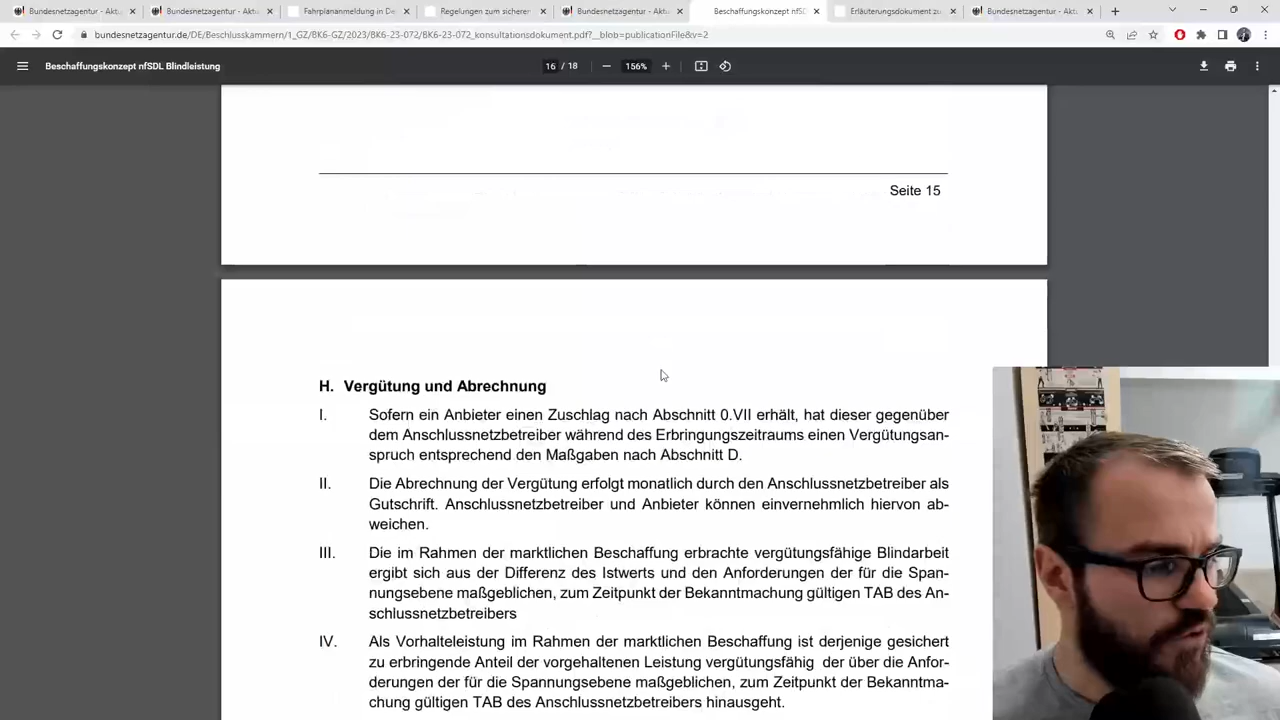 Bundesnetzagentur - Aktu
Bundesnetzagentur - Aktu
Fahrplananmeldung in De
Regelungen zum sicheren
Bundesnetzagentur - Aktu
Beschaffungskonzept nfSD
Erläuterungsdokument zu
Bundesnetzagentur - Aktu
bundesnetzagentur.de/DE/Beschlusskammern/1_GZ/BK6-GZ/2023/BK6-23-072/BK6-23-072_konsultationsdokument.pdf?__blob=publicationFile&v=2
Beschaffungskonzept nfSDL Blindleistung
16 / 18
156%
Seite 15
H. Vergütung und Abrechnung
I. Sofern ein Anbieter einen Zuschlag nach Abschnitt 0.VII erhält, hat dieser gegenüber
dem Anschlussnetzbetreiber während des Erbringungszeitraums einen Vergütungsan-
spruch entsprechend den Maßgaben nach Abschnitt D.
II. Die Abrechnung der Vergütung erfolgt monatlich durch den Anschlussnetzbetreiber als
Gutschrift. Anschlussnetzbetreiber und Anbieter können einvernehmlich hiervon ab-
weichen.
III. Die im Rahmen der marktlichen Beschaffung erbrachte vergütungsfähige Blindarbeit
ergibt sich aus der Differenz des Istwerts und den Anforderungen der für die Span-
nungsebene maßgeblichen, zum Zeitpunkt der Bekanntmachung gültigen TAB des An-
schlussnetzbetreibers
IV. Als Vorhalteleistung im Rahmen der marktlichen Beschaffung ist derjenige gesichert
zu erbringende Anteil der vorgehaltenen Leistung vergütungsfähig der über die Anfor-
derungen der für die Spannungsebene maßgeblichen, zum Zeitpunkt der Bekanntma-
chung gültigen TAB des Anschlussnetzbetreibers hinausgeht.